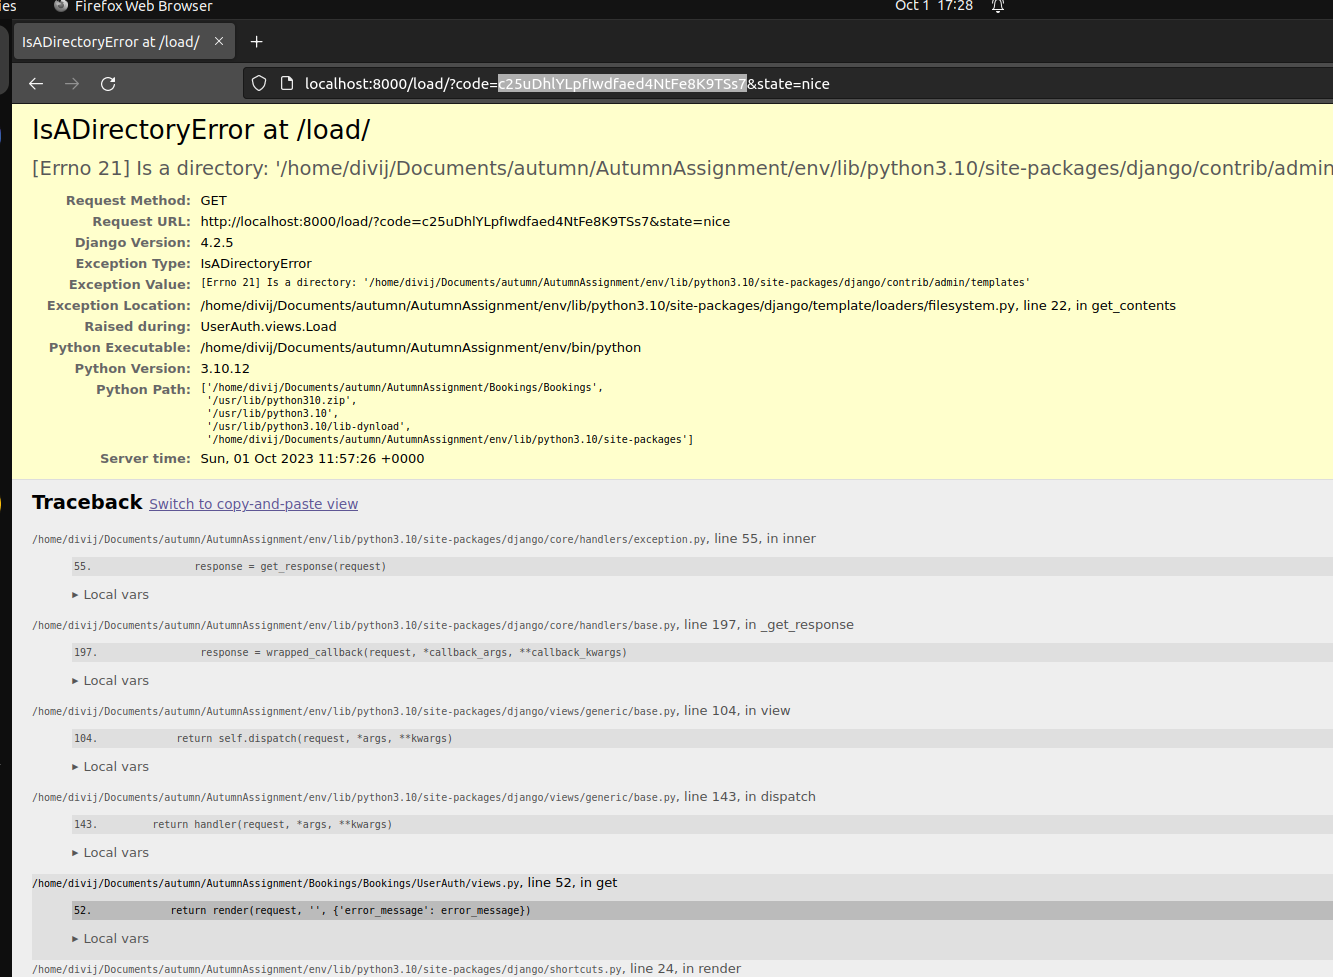 ies Firefox Web Browser Oct 1 17:28
IsADirectoryError at /load/ × +
localhost:8000/load/?code=c25uDhlYLpfIwdfaed4NtFe8K9TSs7&state=nice
IsADirectoryError at /load/
[Errno 21] Is a directory: '/home/divij/Documents/autumn/AutumnAssignment/env/lib/python3.10/site-packages/django/contrib/admin
Request Method: GET
Request URL: http://localhost:8000/load/?code=c25uDhlYLpfIwdfaed4NtFe8K9TSs7&state=nice
Django Version: 4.2.5
Exception Type: IsADirectoryError
Exception Value: [Errno 21] Is a directory: '/home/divij/Documents/autumn/AutumnAssignment/env/lib/python3.10/site-packages/django/contrib/admin/templates'
Exception Location: /home/divij/Documents/autumn/AutumnAssignment/env/lib/python3.10/site-packages/django/template/loaders/filesystem.py, line 22, in get_contents
Raised during: UserAuth.views.Load
Python Executable: /home/divij/Documents/autumn/AutumnAssignment/env/bin/python
Python Version: 3.10.12
Python Path: ['/home/divij/Documents/autumn/AutumnAssignment/Bookings/Bookings',
'/usr/lib/python310.zip',
'/usr/lib/python3.10',
'/usr/lib/python3.10/lib-dynload',
'/home/divij/Documents/autumn/AutumnAssignment/env/lib/python3.10/site-packages']
Server time: Sun, 01 Oct 2023 11:57:26 +0000
Traceback Switch to copy-and-paste view
/home/divij/Documents/autumn/AutumnAssignment/env/lib/python3.10/site-packages/django/core/handlers/exception.py, line 55, in inner
55. response = get_response(request)
▸ Local vars
/home/divij/Documents/autumn/AutumnAssignment/env/lib/python3.10/site-packages/django/core/handlers/base.py, line 197, in _get_response
197. response = wrapped_callback(request, *callback_args, **callback_kwargs)
▸ Local vars
/home/divij/Documents/autumn/AutumnAssignment/env/lib/python3.10/site-packages/django/views/generic/base.py, line 104, in view
104. return self.dispatch(request, *args, **kwargs)
▸ Local vars
/home/divij/Documents/autumn/AutumnAssignment/env/lib/python3.10/site-packages/django/views/generic/base.py, line 143, in dispatch
143. return handler(request, *args, **kwargs)
▸ Local vars
/home/divij/Documents/autumn/AutumnAssignment/Bookings/Bookings/UserAuth/views.py, line 52, in get
52. return render(request, '', {'error_message': error_message})
▸ Local vars
/home/divij/Documents/autumn/AutumnAssignment/env/lib/python3.10/site-packages/django/shortcuts.py, line 24, in render